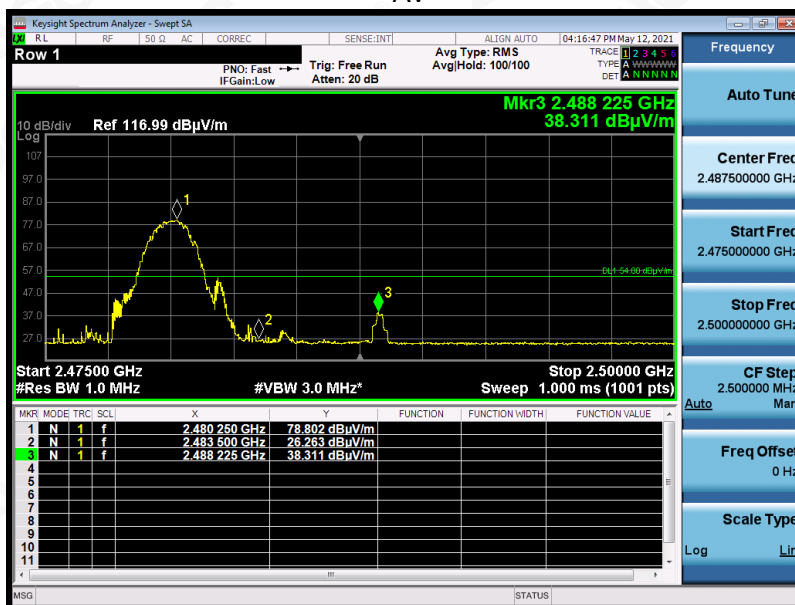 Keysight Spectrum Analyzer - Swept SA
RL RF 50 Ω AC CORREC SENSE:INT ALIGN AUTO 04:16:47 PM May 12, 2021
Row 1
PNO: Fast
IFGain:Low
Trig: Free Run
Atten: 20 dB
Avg Type: RMS
Avg|Hold: 100/100
TRACE 1 2 3 4 5 6
TYPE A WWWWW
DET A N N N N N
Mkr3 2.488 225 GHz
38.311 dBµV/m
10 dB/div Ref 116.99 dBµV/m
Log
107
97.0
87.0
77.0
67.0
57.0
47.0
37.0
27.0
1
2
3
DL1 54.00 dBµV/m
Start 2.47500 GHz Stop 2.50000 GHz
#Res BW 1.0 MHz #VBW 3.0 MHz* Sweep 1.000 ms (1001 pts)
MKR MODE TRC SCL X Y FUNCTION FUNCTION WIDTH FUNCTION VALUE
1 N 1 f 2.480 250 GHz 78.802 dBµV/m
2 N 1 f 2.483 500 GHz 26.263 dBµV/m
3 N 1 f 2.488 225 GHz 38.311 dBµV/m
4
5
6
7
8
9
10
11
MSG STATUS
Frequency
Auto Tune
Center Freq
2.487500000 GHz
Start Freq
2.475000000 GHz
Stop Freq
2.500000000 GHz
CF Step
2.500000 MHz
Auto Man
Freq Offset
0 Hz
Scale Type
Log Lin